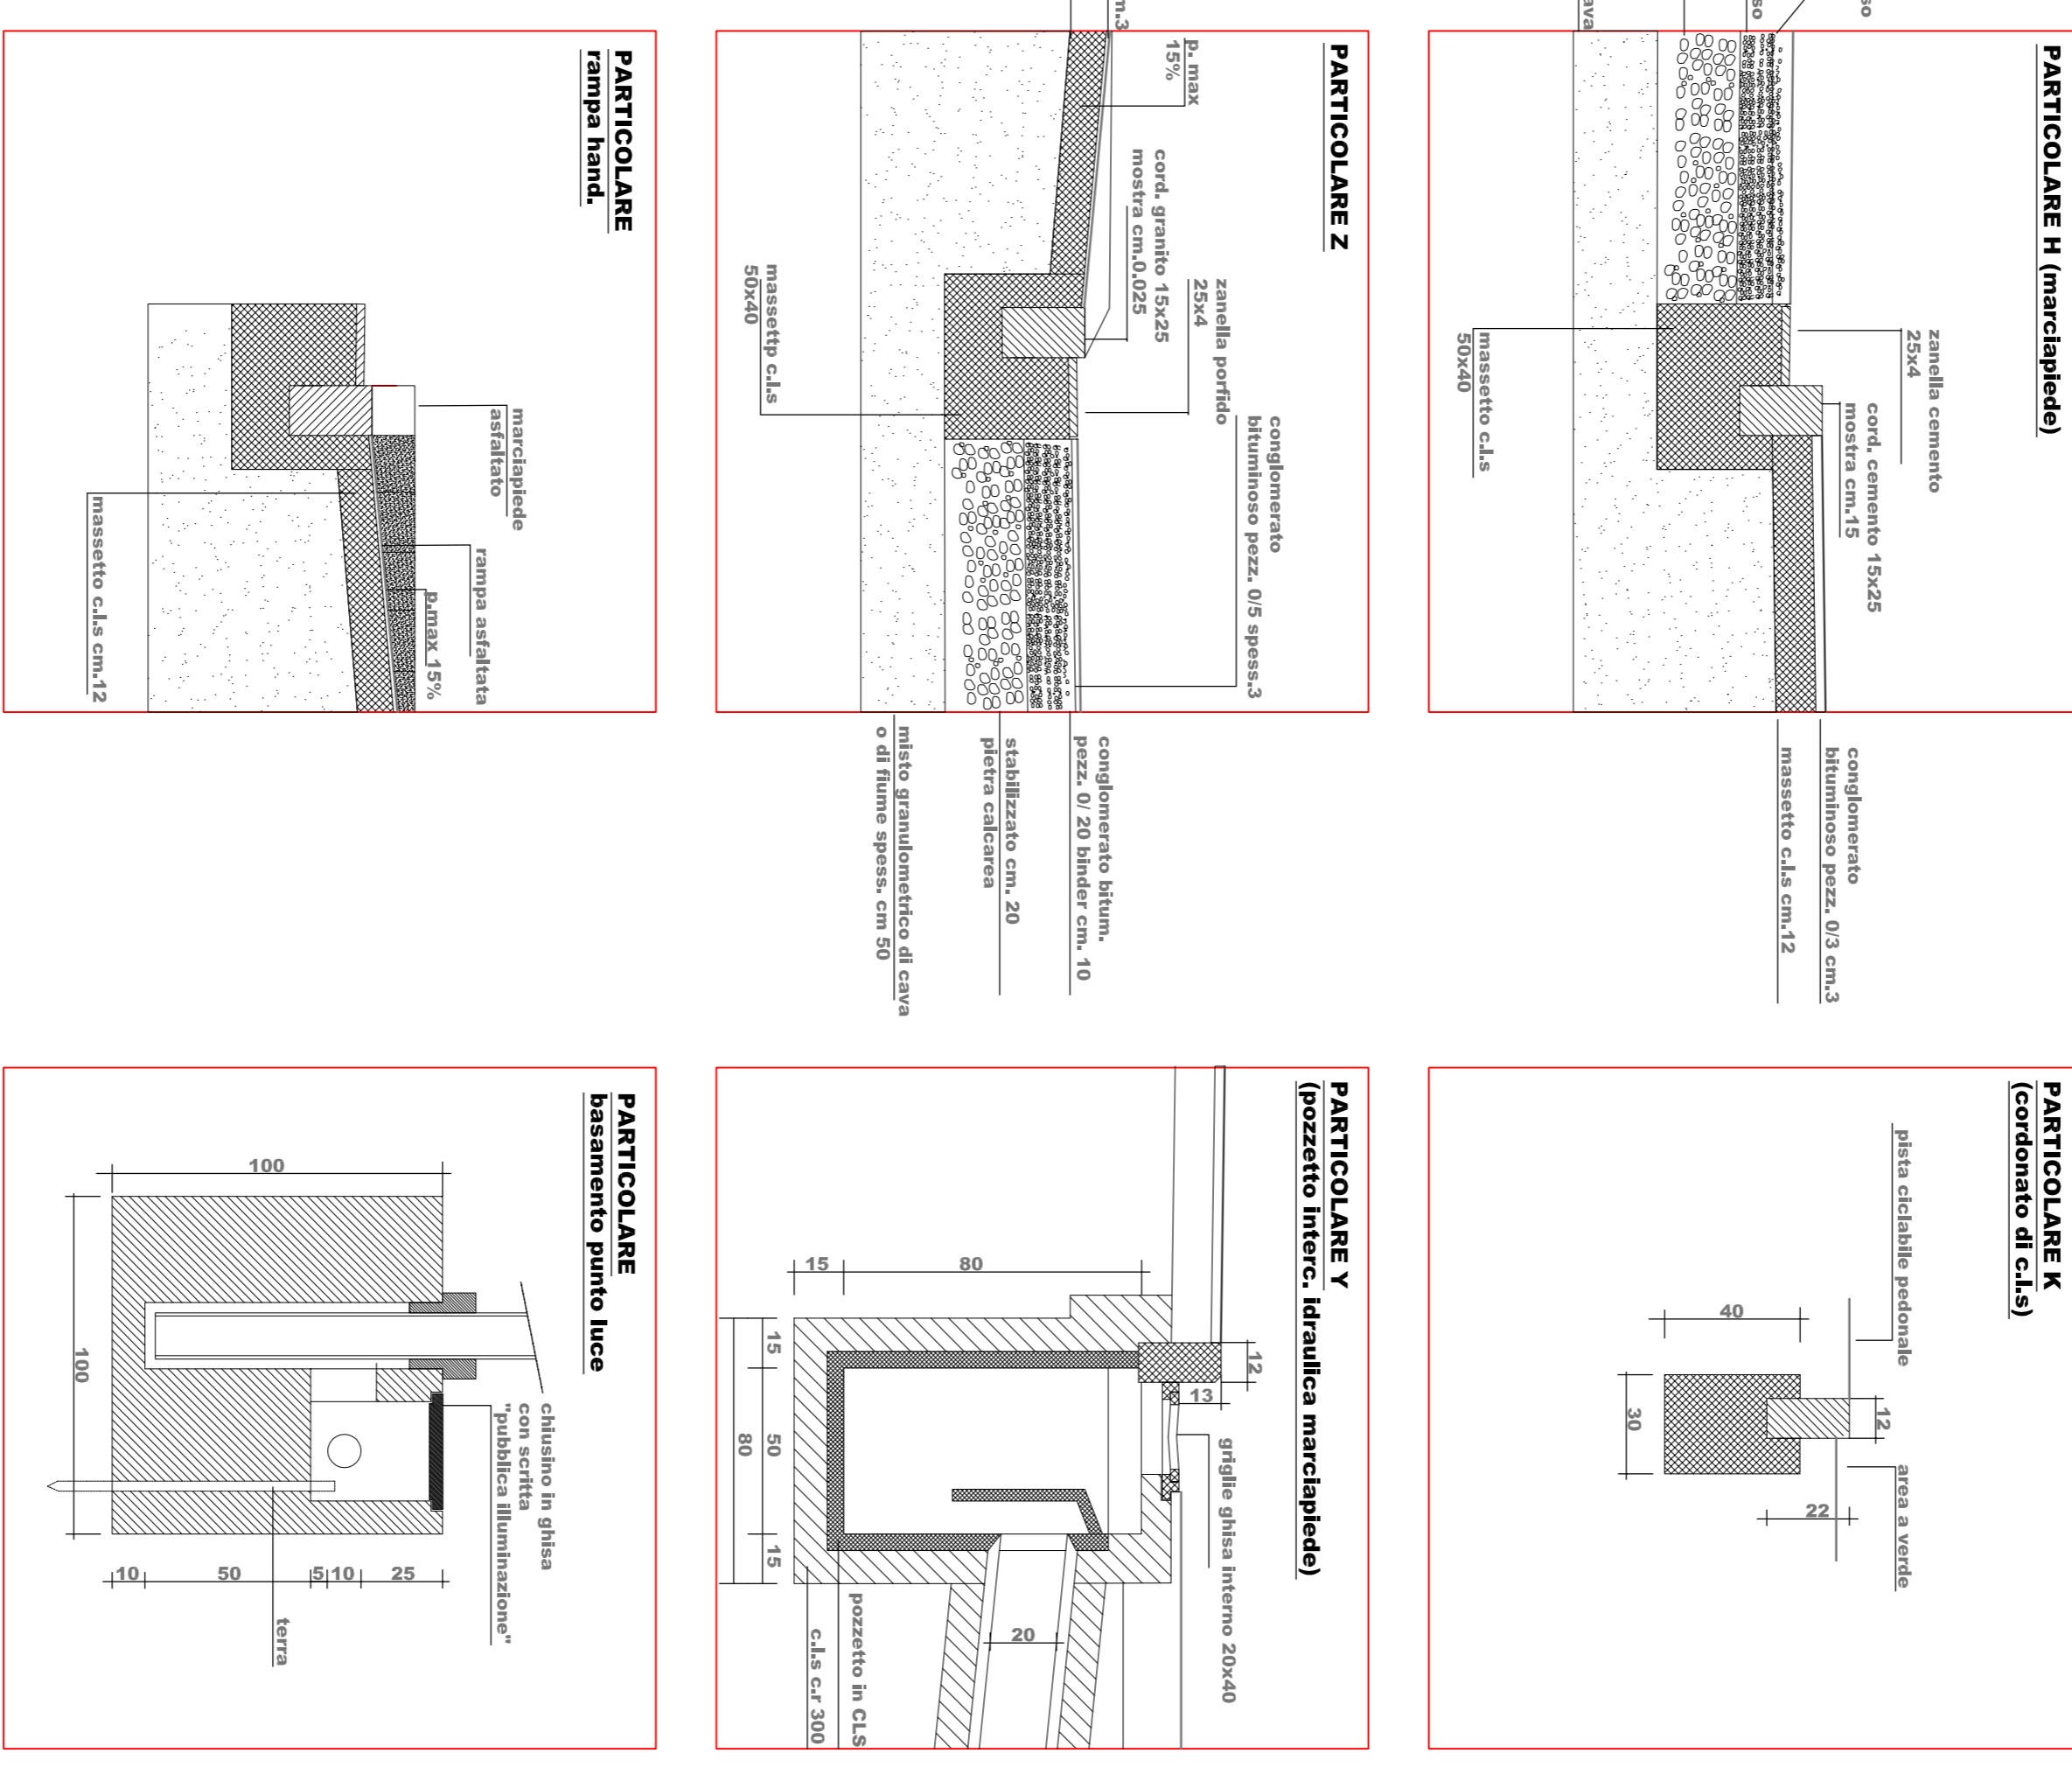 PARTICOLARE H (marciapiede)
so
so
ava
zanella cemento
25x4
cord. cemento 15x25
mostra cm.15
massetto c.l.s
50x40
conglomerato
bituminoso pezz. 0/3 cm.3
massetto c.l.s cm.12
PARTICOLARE K
(cordonato di c.l.s)
pista ciclabile pedonale
area a verde
40
30
12
22
PARTICOLARE Z
m.3
p. max
15%
cord. granito 15x25
mostra cm.0.025
zanella porfido
25x4
conglomerato
bituminoso pezz. 0/5 spess.3
massettp c.l.s
50x40
conglomerato bitum.
pezz. 0/ 20 binder cm. 10
stabilizzato cm. 20
pietra calcarea
misto granulometrico di cava
o di fiume spess. cm 50
PARTICOLARE Y
(pozzetto interc. idraulica marciapiede)
griglie ghisa interno 20x40
12
13
80
15
15
50
15
80
20
pozzetto in CLS
c.l.s c.r 300
PARTICOLARE
rampa hand.
marciapiede
asfaltato
rampa asfaltata
p.max 15%
massetto c.l.s cm.12
PARTICOLARE
basamento punto luce
chiusino in ghisa
con scritta
"pubblica illuminazione"
terra
100
100
10
50
5
10
25